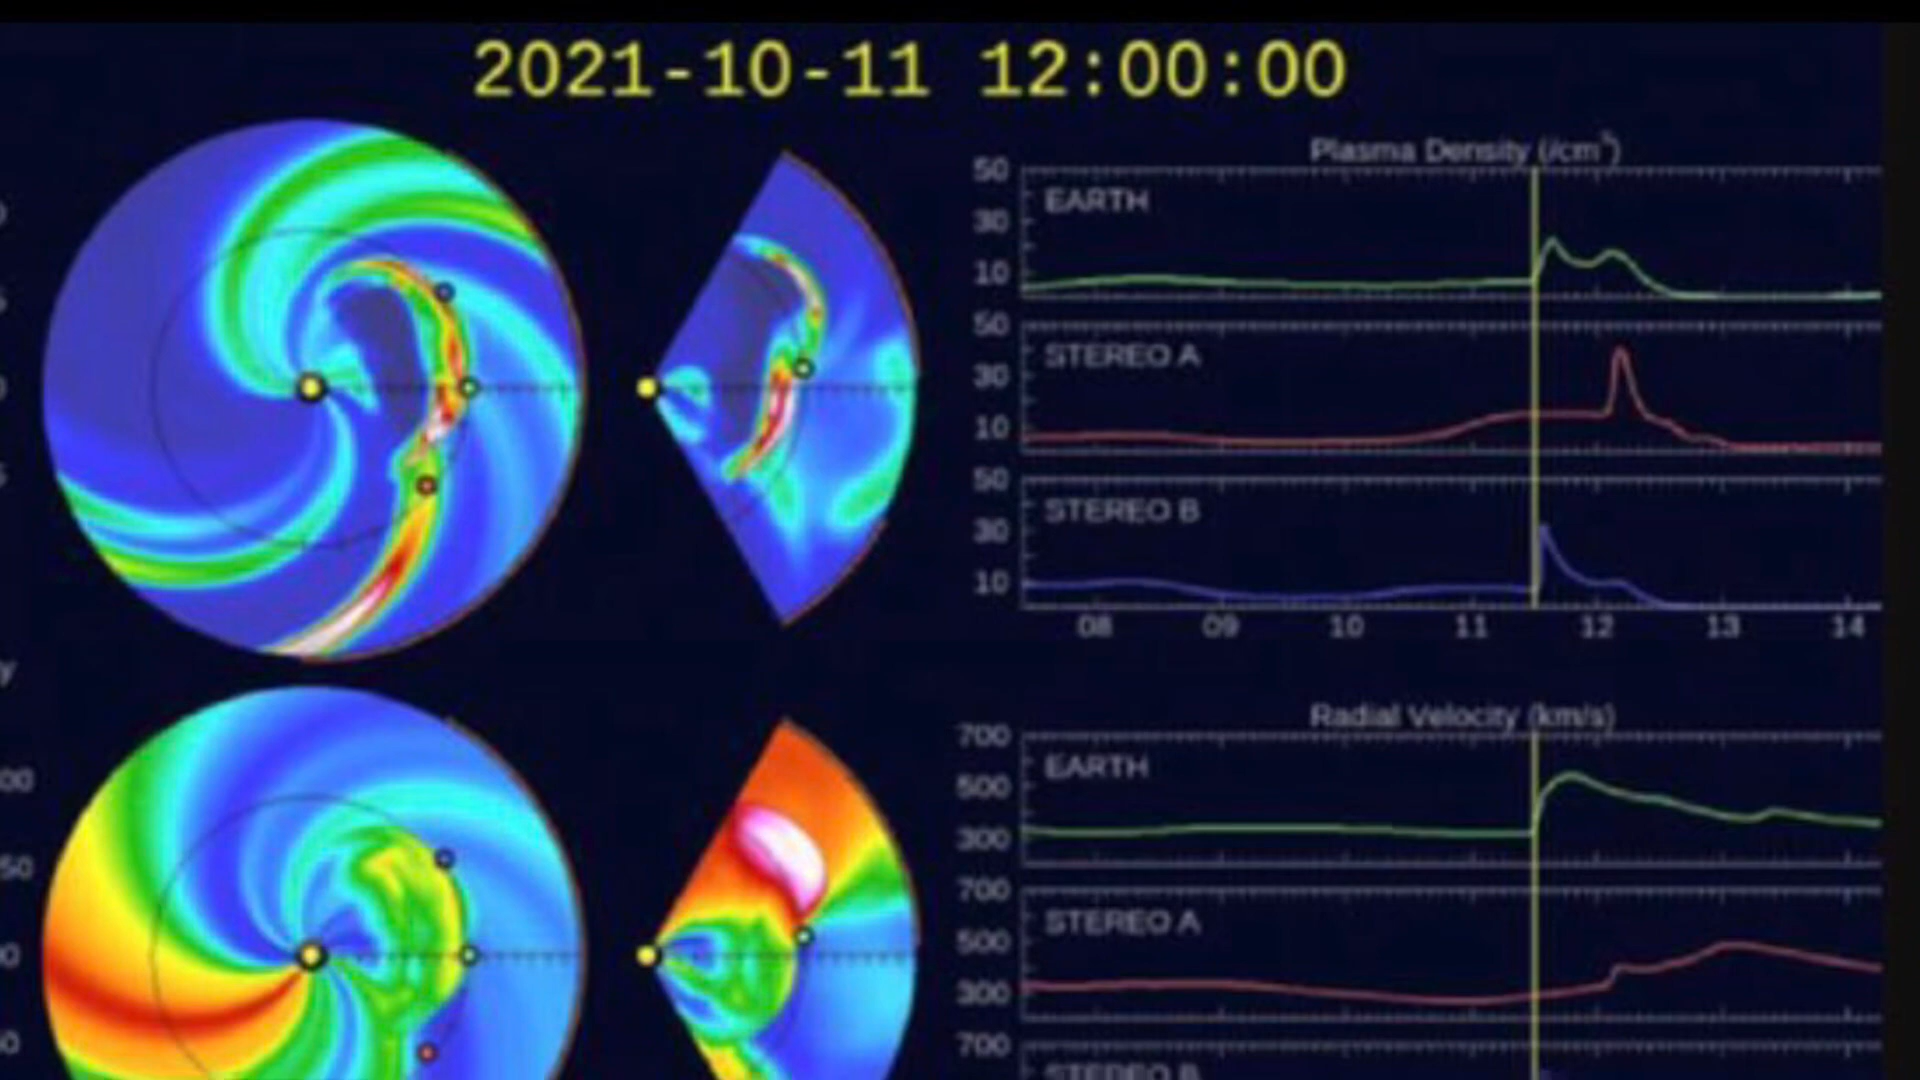 2021-10-11 12:00:00
Plasma Density (/cm³)
50
EARTH
30
10
50
STEREO A
30
10
50
STEREO B
30
10
08 09 10 11 12 13 14
Radial Velocity (km/s)
700
EARTH
500
300
700
STEREO A
500
300
700
STEREO B